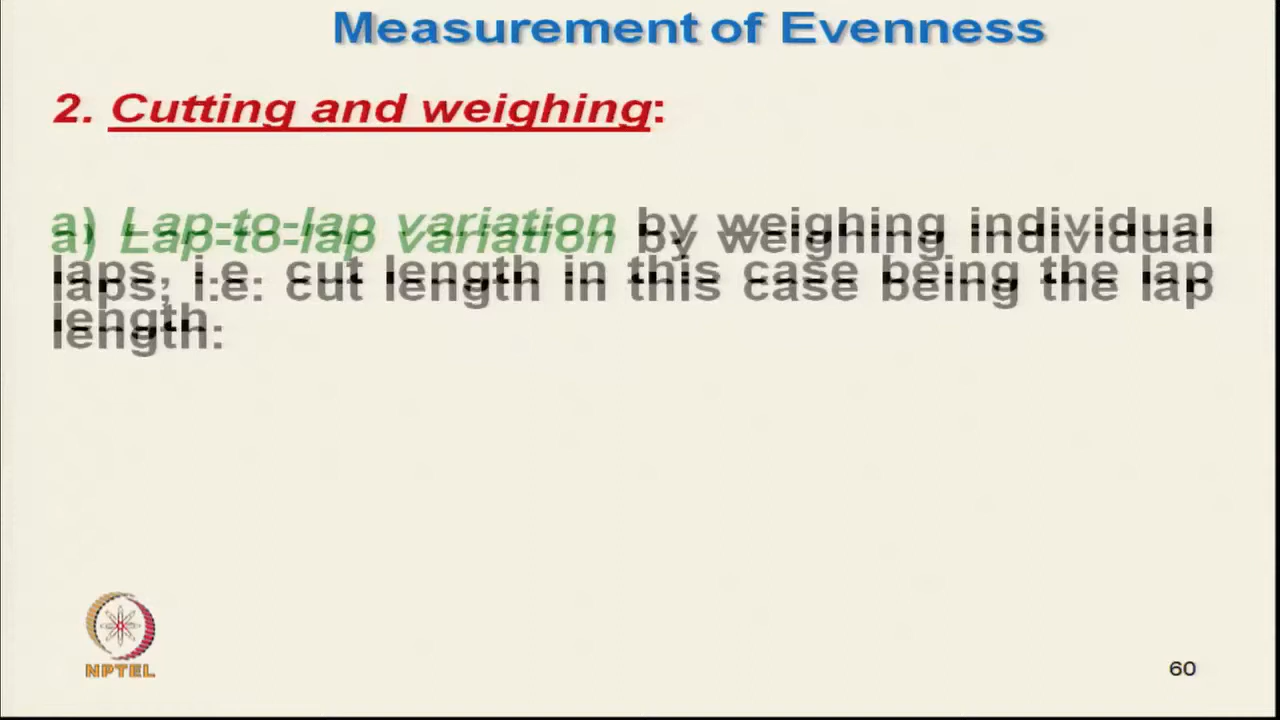 Measurement of Evenness
2. Cutting and weighing:
a) Lap-to-lap variation by weighing individual
laps, i.e. cut length in this case being the lap
length:
NPTEL
60